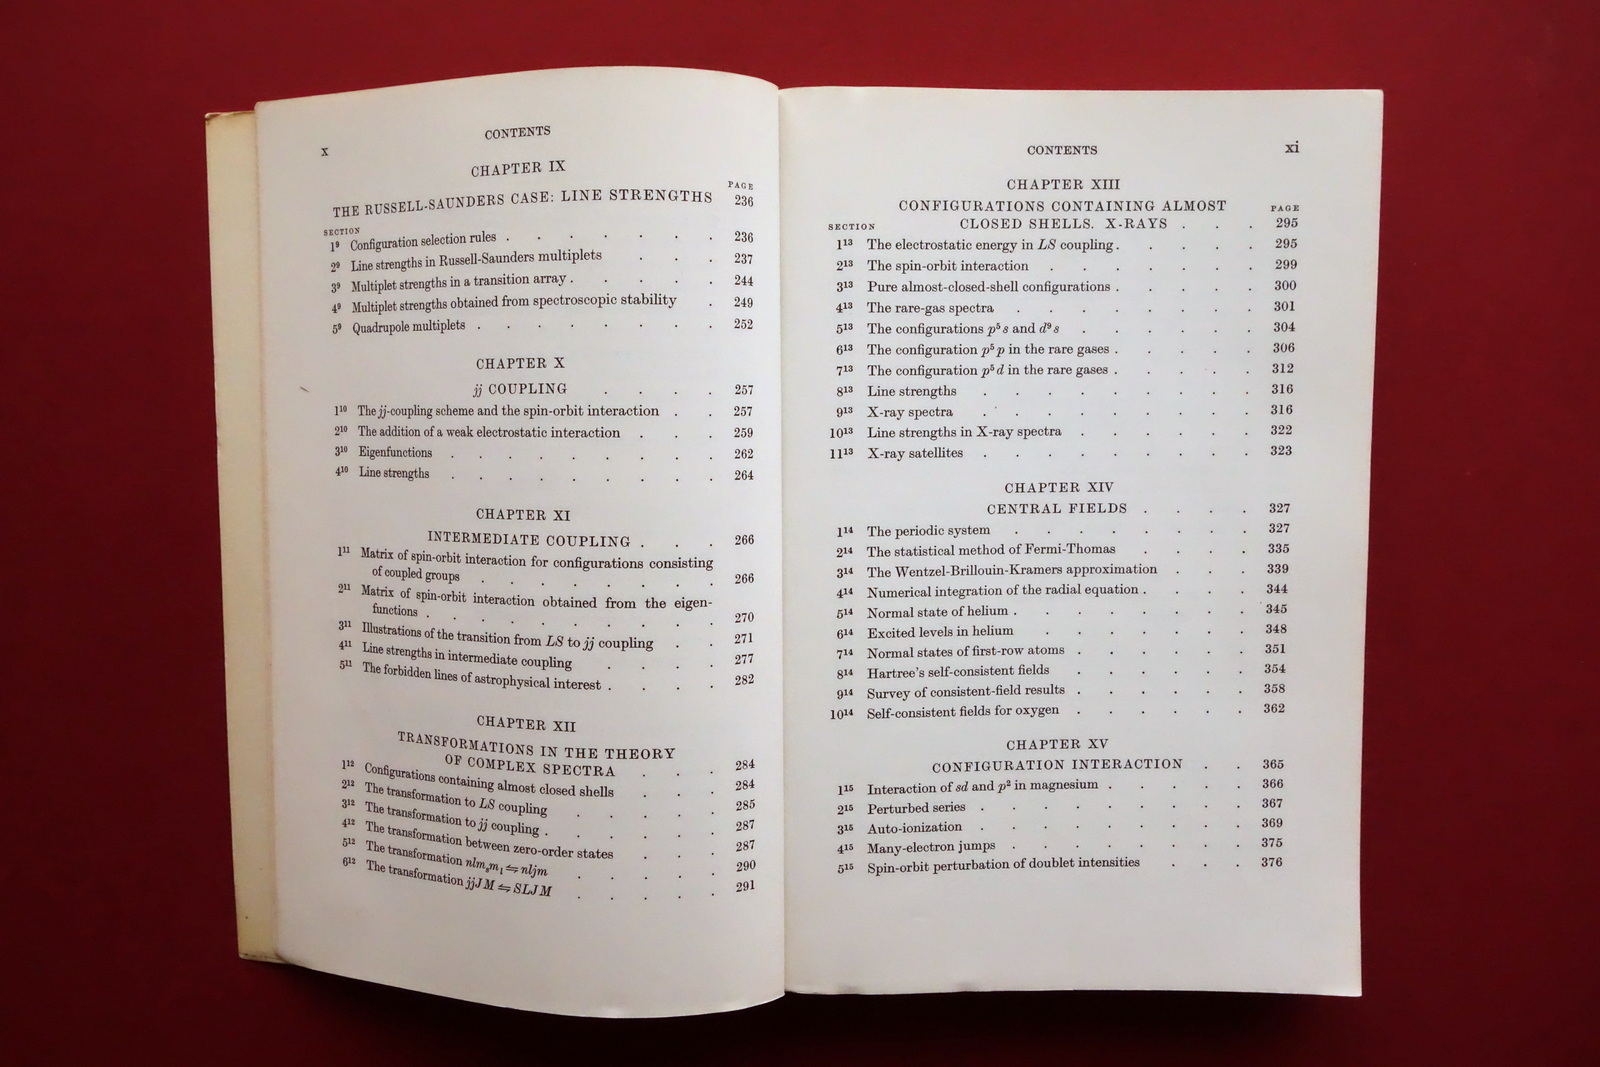 x
CONTENTS
CHAPTER IX
PAGE
THE RUSSELL-SAUNDERS CASE: LINE STRENGTHS 236
SECTION
1⁹ Configuration selection rules . . . . . . . 236
2⁹ Line strengths in Russell-Saunders multiplets . . . 237
3⁹ Multiplet strengths in a transition array . . . . . 244
4⁹ Multiplet strengths obtained from spectroscopic stability . 249
5⁹ Quadrupole multiplets . . . . . . . . 252
CHAPTER X
jj COUPLING . . . . 257
1¹⁰ The jj-coupling scheme and the spin-orbit interaction . . 257
2¹⁰ The addition of a weak electrostatic interaction . . . 259
3¹⁰ Eigenfunctions . . . . . . . . . 262
4¹⁰ Line strengths . . . . . . . . . 264
CHAPTER XI
INTERMEDIATE COUPLING . . . 266
1¹¹ Matrix of spin-orbit interaction for configurations consisting
of coupled groups . . . . . . . . 266
2¹¹ Matrix of spin-orbit interaction obtained from the eigen-
functions . . . . . . . . . 270
3¹¹ Illustrations of the transition from LS to jj coupling . . 271
4¹¹ Line strengths in intermediate coupling . . . . 277
5¹¹ The forbidden lines of astrophysical interest . . . . 282
CHAPTER XII
TRANSFORMATIONS IN THE THEORY
OF COMPLEX SPECTRA . . . 284
1¹² Configurations containing almost closed shells . . . 284
2¹² The transformation to LS coupling . . . . . 285
3¹² The transformation to jj coupling . . . . . . 287
4¹² The transformation between zero-order states . . . 287
5¹² The transformation nlmₛmₗ ⇋ nljm . . . . . 290
6¹² The transformation jjJM ⇋ SLJM . . . . . 291
CONTENTS
xi
CHAPTER XIII
CONFIGURATIONS CONTAINING ALMOST
PAGE
SECTION
CLOSED SHELLS. X-RAYS . . . 295
1¹³ The electrostatic energy in LS coupling . . . . . 295
2¹³ The spin-orbit interaction . . . . . . . 299
3¹³ Pure almost-closed-shell configurations . . . . . 300
4¹³ The rare-gas spectra . . . . . . . . 301
5¹³ The configurations p⁵s and d⁹s . . . . . . 304
6¹³ The configuration p⁵p in the rare gases . . . . . 306
7¹³ The configuration p⁵d in the rare gases . . . . . 312
8¹³ Line strengths . . . . . . . . . 316
9¹³ X-ray spectra . . . . . . . . . 316
10¹³ Line strengths in X-ray spectra . . . . . . 322
11¹³ X-ray satellites . . . . . . . . . 323
CHAPTER XIV
CENTRAL FIELDS . . . . 327
1¹⁴ The periodic system . . . . . . . . 327
2¹⁴ The statistical method of Fermi-Thomas . . . . 335
3¹⁴ The Wentzel-Brillouin-Kramers approximation . . . 339
4¹⁴ Numerical integration of the radial equation . . . . 344
5¹⁴ Normal state of helium . . . . . . . . 345
6¹⁴ Excited levels in helium . . . . . . . 348
7¹⁴ Normal states of first-row atoms . . . . . . 351
8¹⁴ Hartree's self-consistent fields . . . . . . 354
9¹⁴ Survey of consistent-field results . . . . . . 358
10¹⁴ Self-consistent fields for oxygen . . . . . . 362
CHAPTER XV
CONFIGURATION INTERACTION . . 365
1¹⁵ Interaction of sd and p² in magnesium . . . . . 366
2¹⁵ Perturbed series . . . . . . . . . 367
3¹⁵ Auto-ionization . . . . . . . . . 369
4¹⁵ Many-electron jumps . . . . . . . . 375
5¹⁵ Spin-orbit perturbation of doublet intensities . . . 376